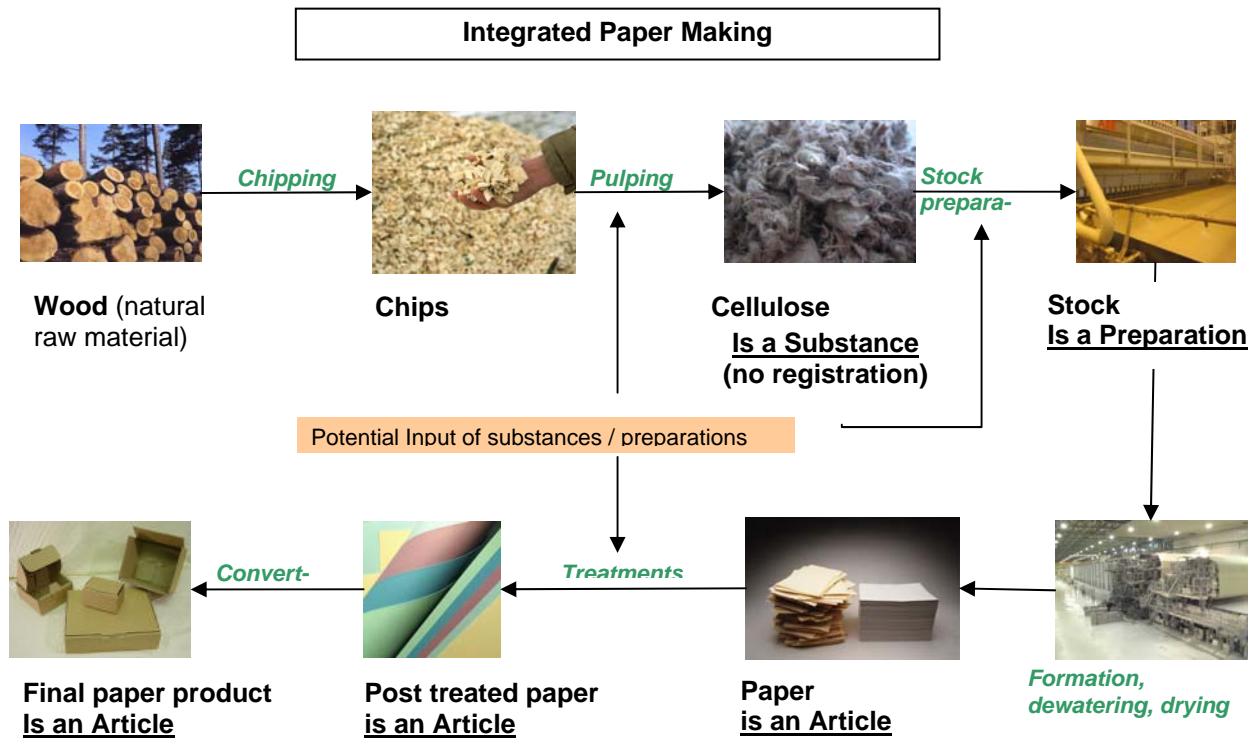 Integrated Paper Making
Chipping
Pulping
Stock
prepara-
Wood (natural
raw material)
Chips
Cellulose
Is a Substance
(no registration)
Stock
Is a Preparation
Potential Input of substances / preparations
Convert-
Treatments
Final paper product
Is an Article
Post treated paper
is an Article
Paper
is an Article
Formation,
dewatering, drying